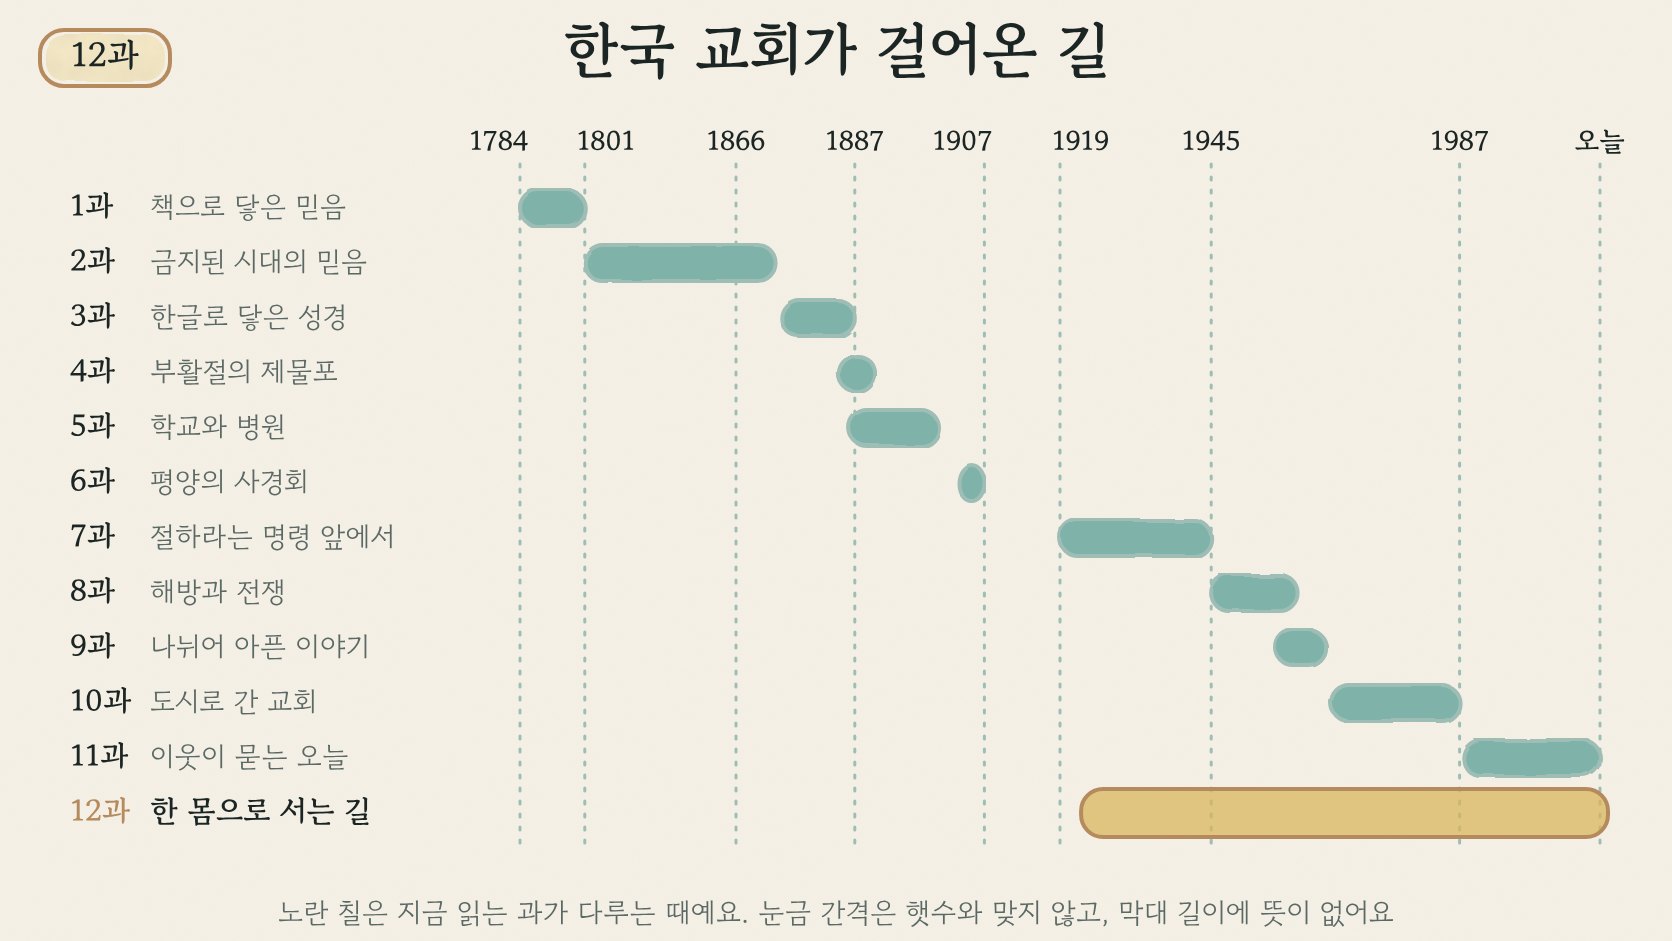 12과
한국 교회가 걸어온 길
1784 1801 1866 1887 1907 1919 1945 1987 오늘
1과 책으로 닿은 믿음
2과 금지된 시대의 믿음
3과 한글로 닿은 성경
4과 부활절의 제물포
5과 학교와 병원
6과 평양의 사경회
7과 절하라는 명령 앞에서
8과 해방과 전쟁
9과 나뉘어 아픈 이야기
10과 도시로 간 교회
11과 이웃이 묻는 오늘
12과 한 몸으로 서는 길
노란 칠은 지금 읽는 과가 다루는 때예요. 눈금 간격은 햇수와 맞지 않고, 막대 길이에 뜻이 없어요